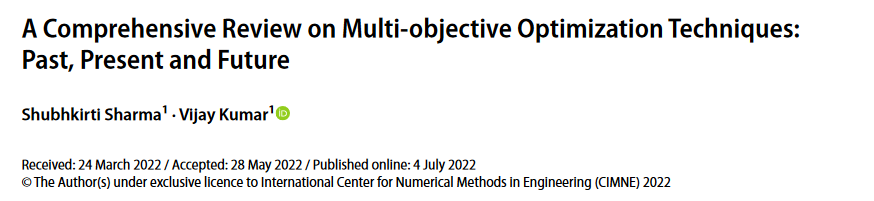 A Comprehensive Review on Multi-objective Optimization Techniques:
Past, Present and Future
Shubhkirti Sharma1 · Vijay Kumar1 iD
Received: 24 March 2022 / Accepted: 28 May 2022 / Published online: 4 July 2022
© The Author(s) under exclusive licence to International Center for Numerical Methods in Engineering (CIMNE) 2022